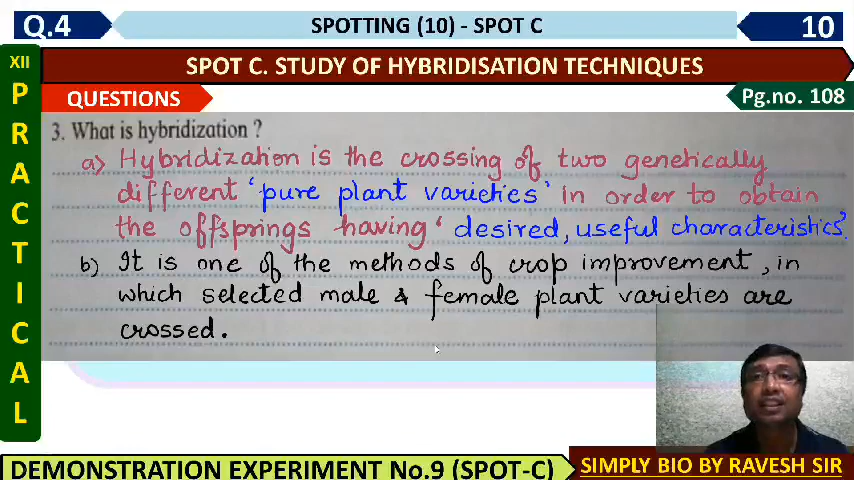 Q.4
SPOTTING (10) - SPOT C
10
XII
PRACTICAL
SPOT C. STUDY OF HYBRIDISATION TECHNIQUES
QUESTIONS
Pg.no. 108
3. What is hybridization ?
a) Hybridization is the crossing of two genetically
different 'pure plant varieties' in order to obtain
the offsprings having 'desired, useful characteristics'.
b) It is one of the methods of crop improvement, in
which selected male & female plant varieties are
crossed.
DEMONSTRATION EXPERIMENT No.9 (SPOT-C)
SIMPLY BIO BY RAVESH SIR